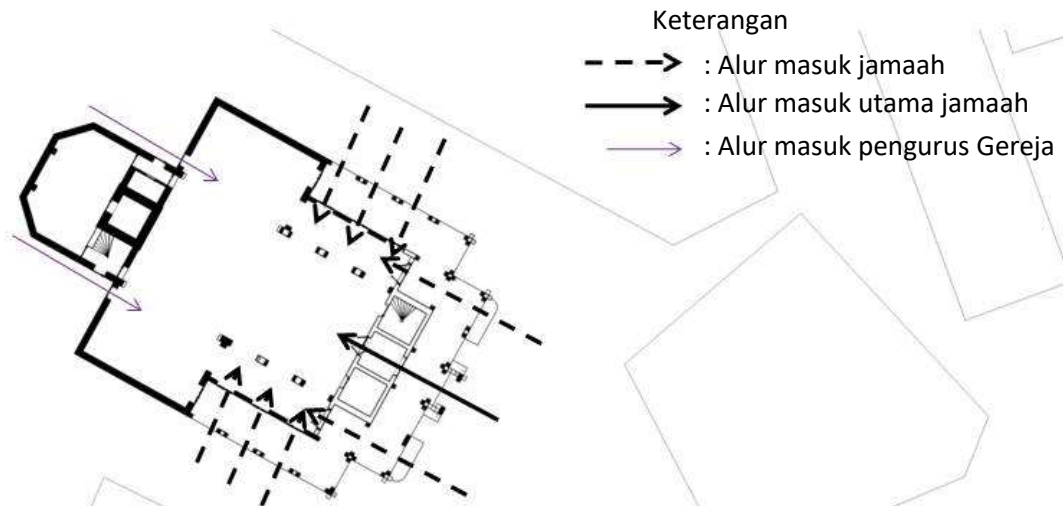 Keterangan
: Alur masuk jamaah
: Alur masuk utama jamaah
: Alur masuk pengurus Gereja